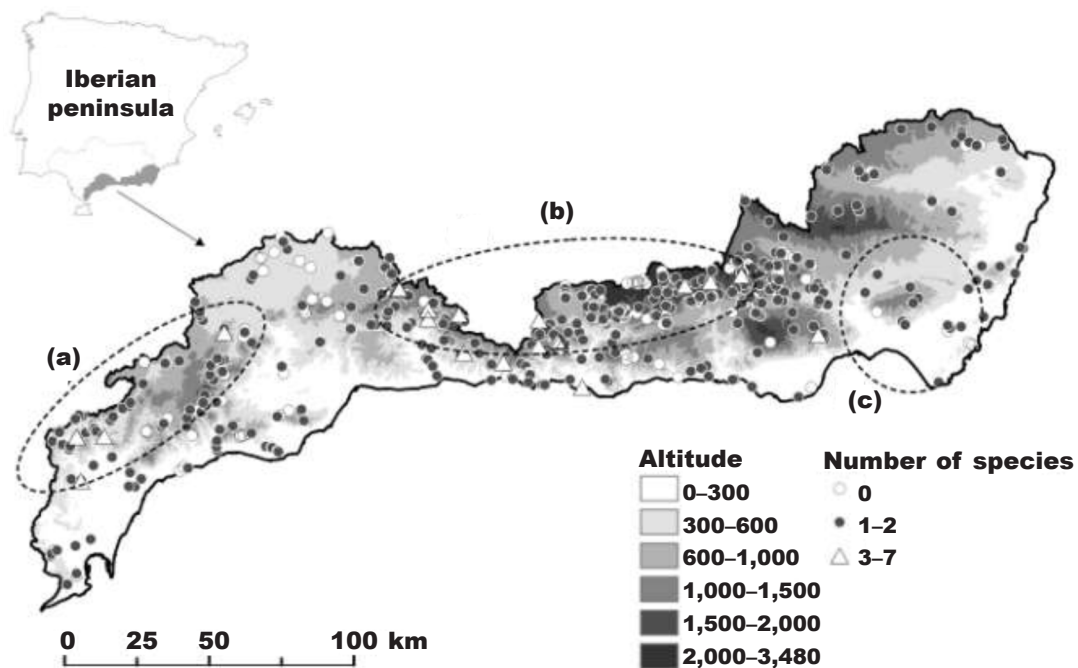 Iberian
peninsula
(b)
(a)
(c)
Altitude
0–300
300–600
600–1,000
1,000–1,500
1,500–2,000
2,000–3,480
Number of species
0
1–2
3–7
0 25 50 100 km